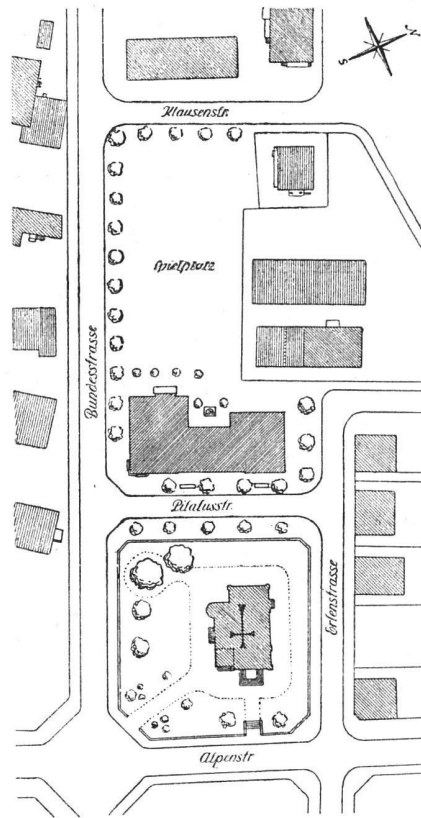 N
S
Klausenstr.
Spielplatz
Bundesstrasse
Pilatusstr.
Erlenstrasse
Alpenstr